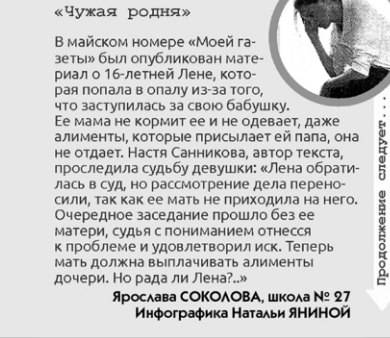 «Чужая родня»
В майском номере «Моей га-
зеты» был опубликован мате-
риал о 16-летней Лене, кото-
рая попала в опалу из-за того,
что заступилась за свою бабушку.
Ее мама не кормит ее и не одевает, даже
алименты, которые присылает ей папа, она
не отдает. Настя Санникова, автор текста,
проследила судьбу девушки: «Лена обрати-
лась в суд, но рассмотрение дела перено-
сили, так как ее мать не приходила на него.
Очередное заседание прошло без ее
матери, судья с пониманием отнесся
к проблеме и удовлетворил иск. Теперь
мать должна выплачивать алименты
дочери. Но рада ли Лена?..»
Ярослава СОКОЛОВА, школа № 27
Инфографика Натальи ЯНИНОЙ
Продолжение следует...